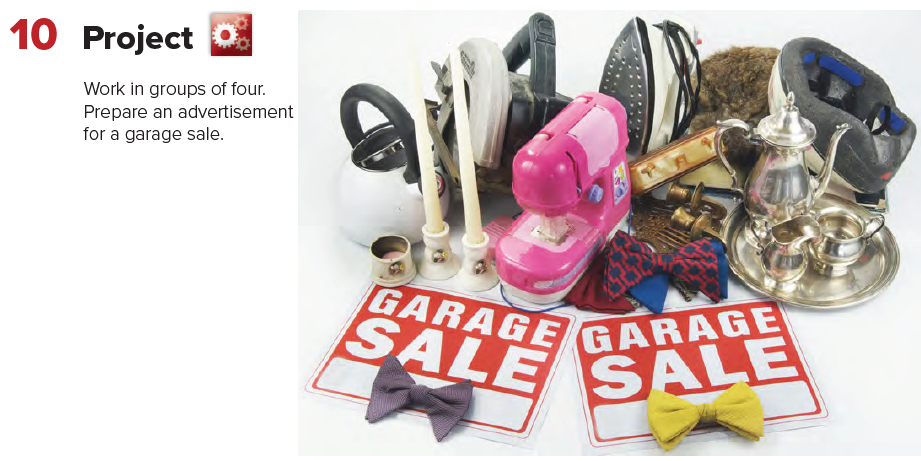 10 Project
Work in groups of four.
Prepare an advertisement
for a garage sale.
GARAGE
SALE
GARAGE
SALE